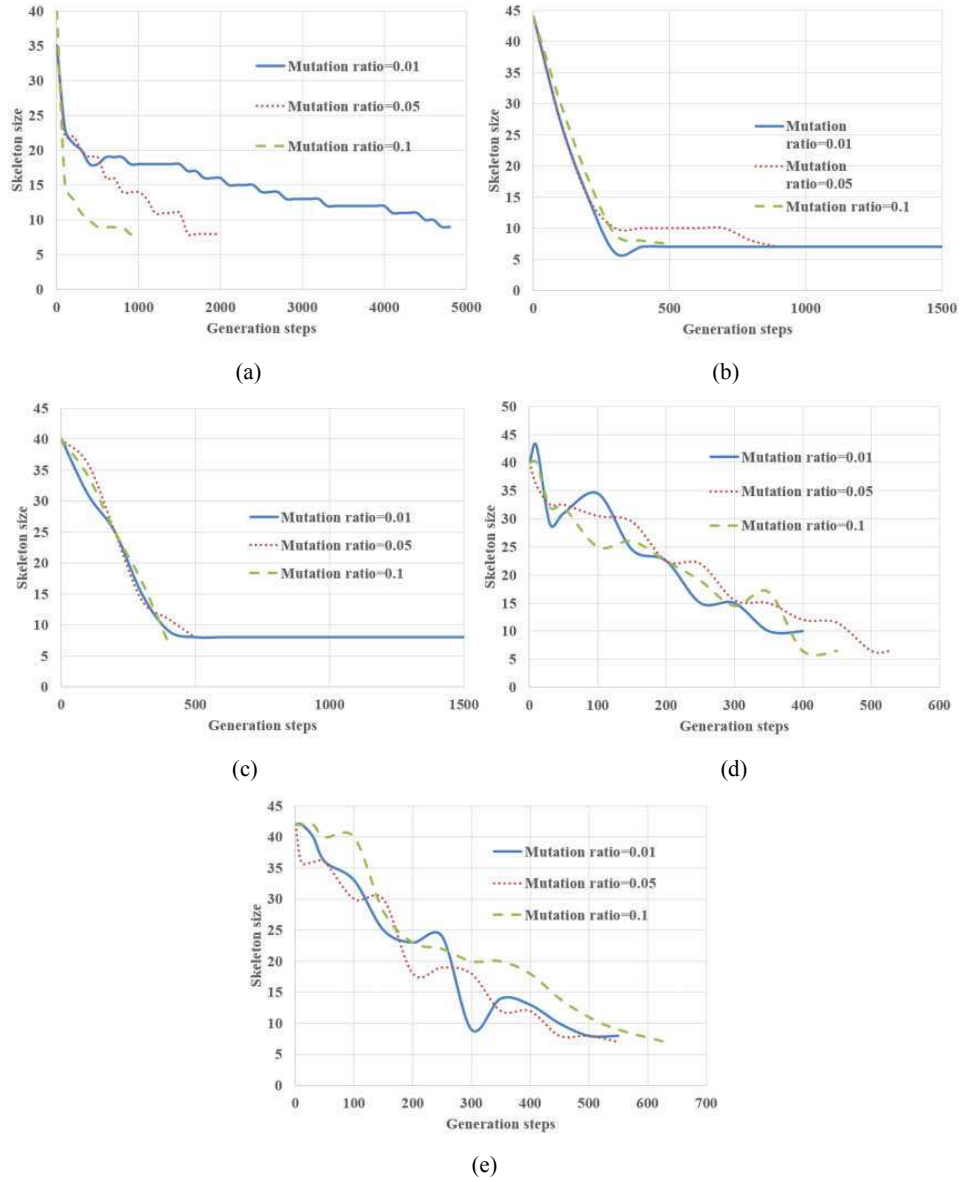 40
35
30
25
20
15
10
5
0
Skeleton size
Mutation ratio=0.01
Mutation ratio=0.05
Mutation ratio=0.1
0 1000 2000 3000 4000 5000
Generation steps
(a)
45
40
35
30
25
20
15
10
5
0
Skeleton size
Mutation
ratio=0.01
Mutation
ratio=0.05
Mutation ratio=0.1
0 500 1000 1500
Generation steps
(b)
45
40
35
30
25
20
15
10
5
0
Skeleton size
Mutation ratio=0.01
Mutation ratio=0.05
Mutation ratio=0.1
0 500 1000 1500
Generation steps
(c)
50
45
40
35
30
25
20
15
10
5
0
Skeleton size
Mutation ratio=0.01
Mutation ratio=0.05
Mutation ratio=0.1
0 100 200 300 400 500 600
Generation steps
(d)
45
40
35
30
25
20
15
10
5
0
Skeleton size
Mutation ratio=0.01
Mutation ratio=0.05
Mutation ratio=0.1
0 100 200 300 400 500 600 700
Generation steps
(e)